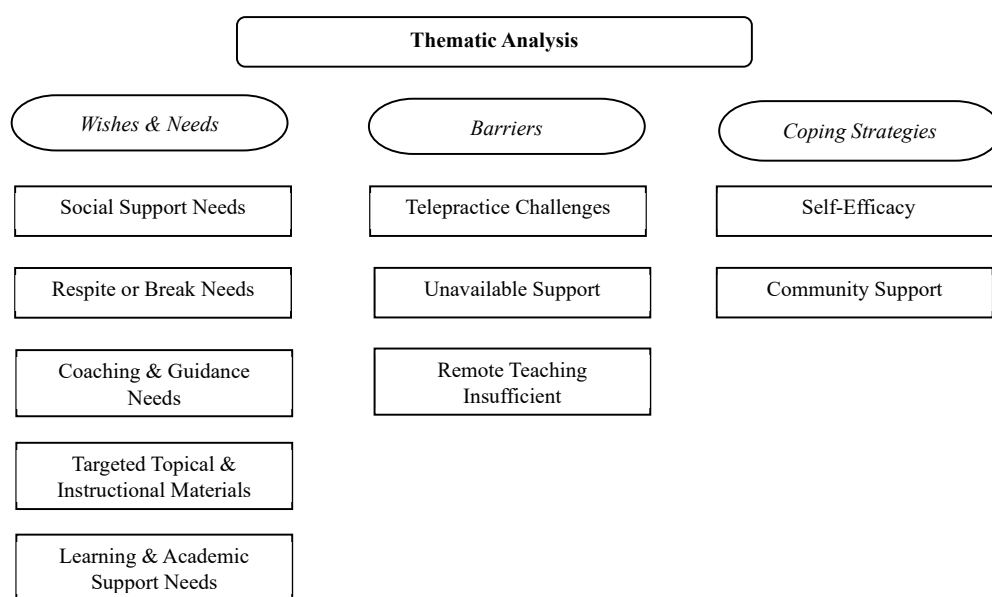 Thematic Analysis
Wishes & Needs
Social Support Needs
Respite or Break Needs
Coaching & Guidance
Needs
Targeted Topical &
Instructional Materials
Learning & Academic
Support Needs
Barriers
Telepractice Challenges
Unavailable Support
Remote Teaching
Insufficient
Coping Strategies
Self-Efficacy
Community Support